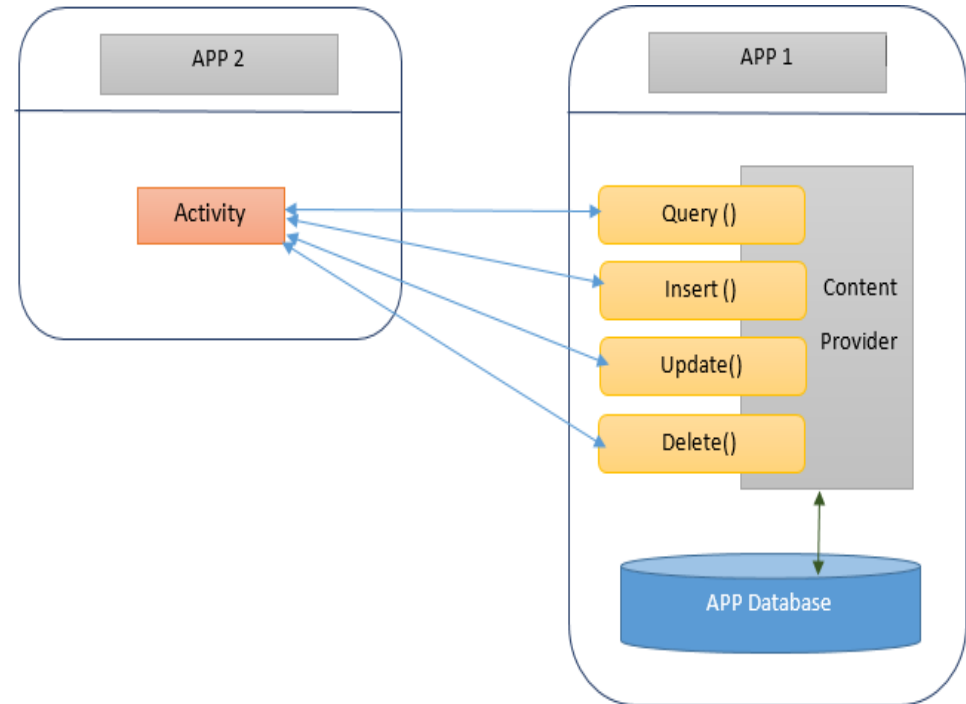 APP 2
APP 1
Activity
Query ()
Insert ()
Update()
Delete()
Content
Provider
APP Database